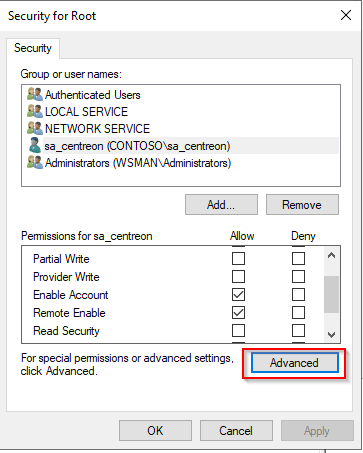 Security for Root
Security
Group or user names:
Authenticated Users
LOCAL SERVICE
NETWORK SERVICE
sa_centreon (CONTOSO\sa_centreon)
Administrators (WSMAN\Administrators)
Add...
Remove
Permissions for sa_centreon Allow Deny
Partial Write
Provider Write
Enable Account
Remote Enable
Read Security
For special permissions or advanced settings,
click Advanced.
Advanced
OK
Cancel
Apply